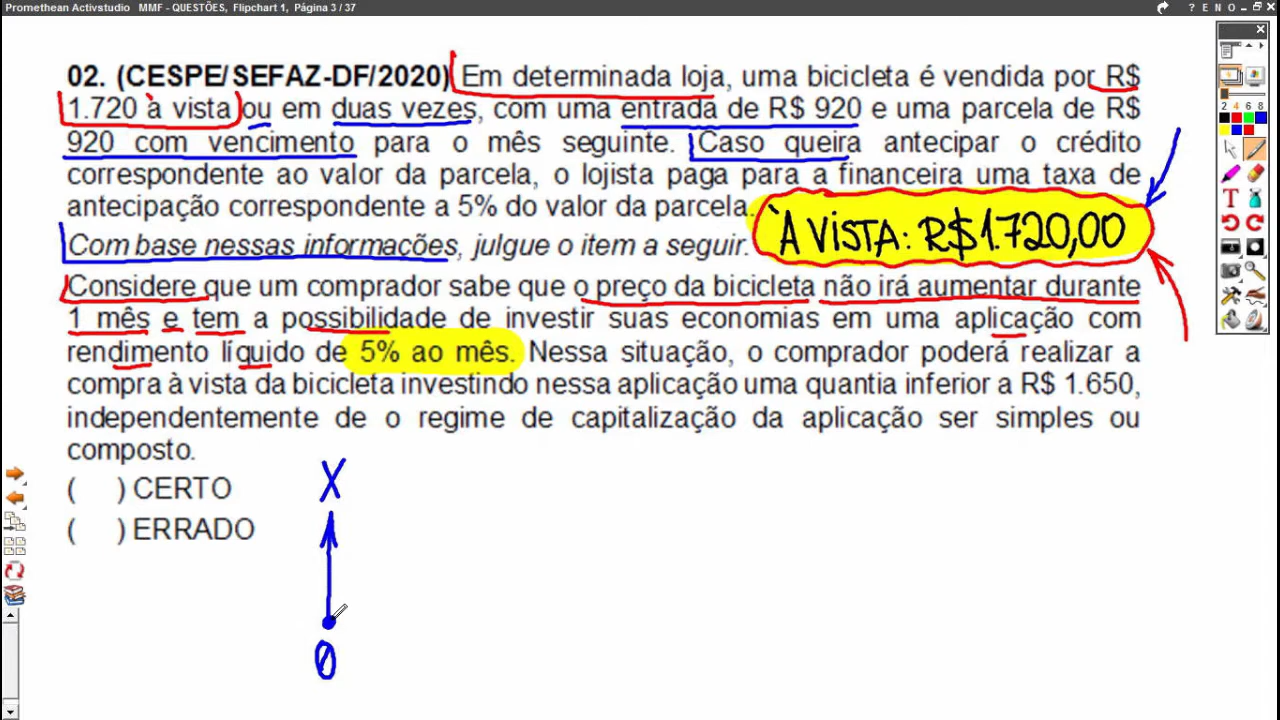 Promethean Activstudio MMF - QUESTÕES, Flipchart 1, Página 3 / 37
? E N O
02. (CESPE/SEFAZ-DF/2020) Em determinada loja, uma bicicleta é vendida por R$
1.720 à vista ou em duas vezes, com uma entrada de R$ 920 e uma parcela de R$
920 com vencimento para o mês seguinte. Caso queira antecipar o crédito
correspondente ao valor da parcela, o lojista paga para a financeira uma taxa de
antecipação correspondente a 5% do valor da parcela.
À VISTA: R$1.720,00
Com base nessas informações, julgue o item a seguir.
Considere que um comprador sabe que o preço da bicicleta não irá aumentar durante
1 mês e tem a possibilidade de investir suas economias em uma aplicação com
rendimento líquido de 5% ao mês. Nessa situação, o comprador poderá realizar a
compra à vista da bicicleta investindo nessa aplicação uma quantia inferior a R$ 1.650,
independentemente de o regime de capitalização da aplicação ser simples ou
composto.
( ) CERTO
( ) ERRADO
X
0
2 4 6 8
T